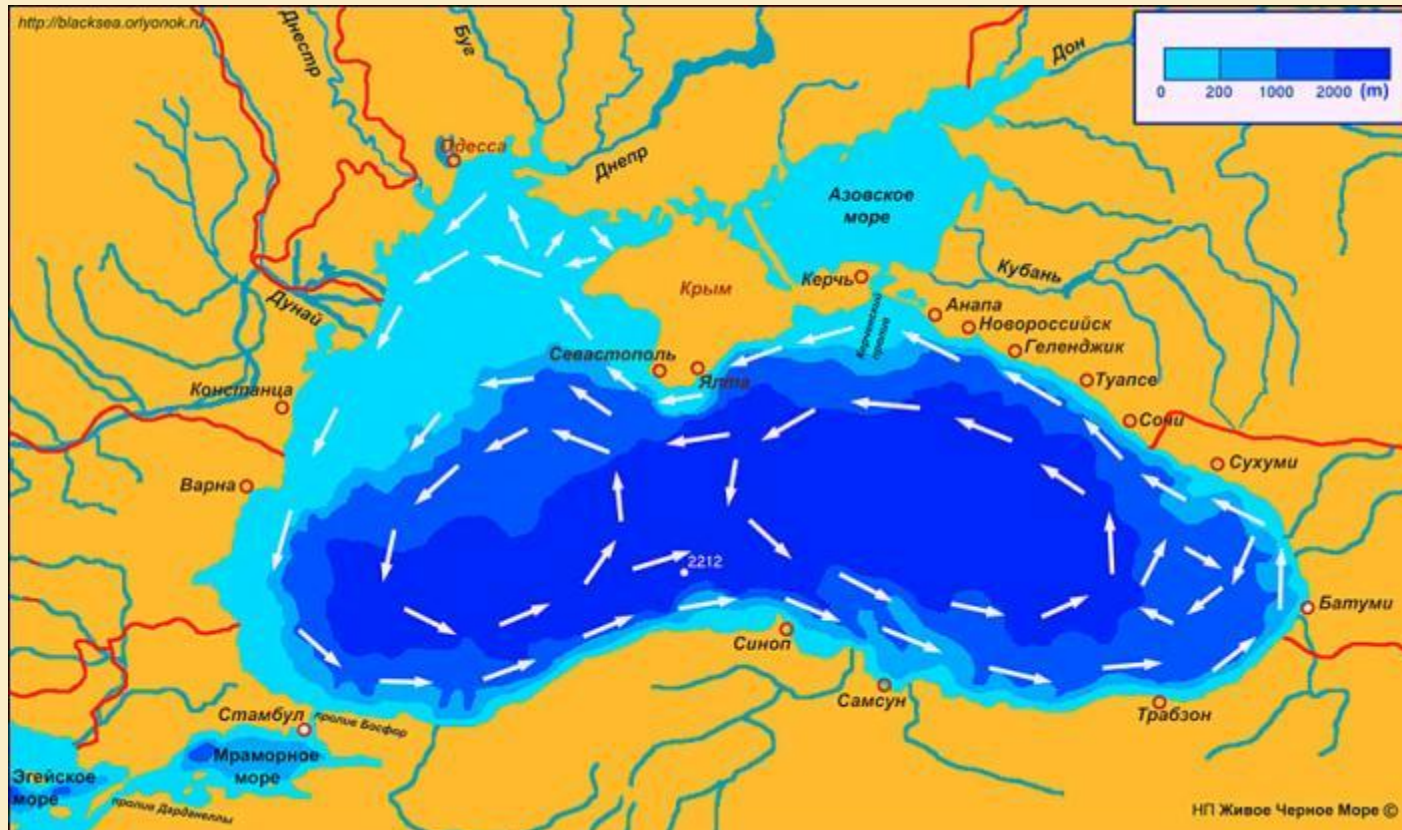 http://blacksea.orlyonok.ru
Днестр
Буг
Дон
0 200 1000 2000 (m)
Одесса
Днепр
Азовское
море
Дунай
Крым
Керчь
Кубань
Керченский
пролив
Анапа
Новороссийск
Геленджик
Севастополь
Ялта
Туапсе
Констанца
Сочи
Сухуми
Варна
2212
Батуми
Синоп
Самсун
Трабзон
Стамбул
пролив Босфор
Мраморное
море
Эгейское
море
пролив Дарданеллы
НП Живое Черное Море ©